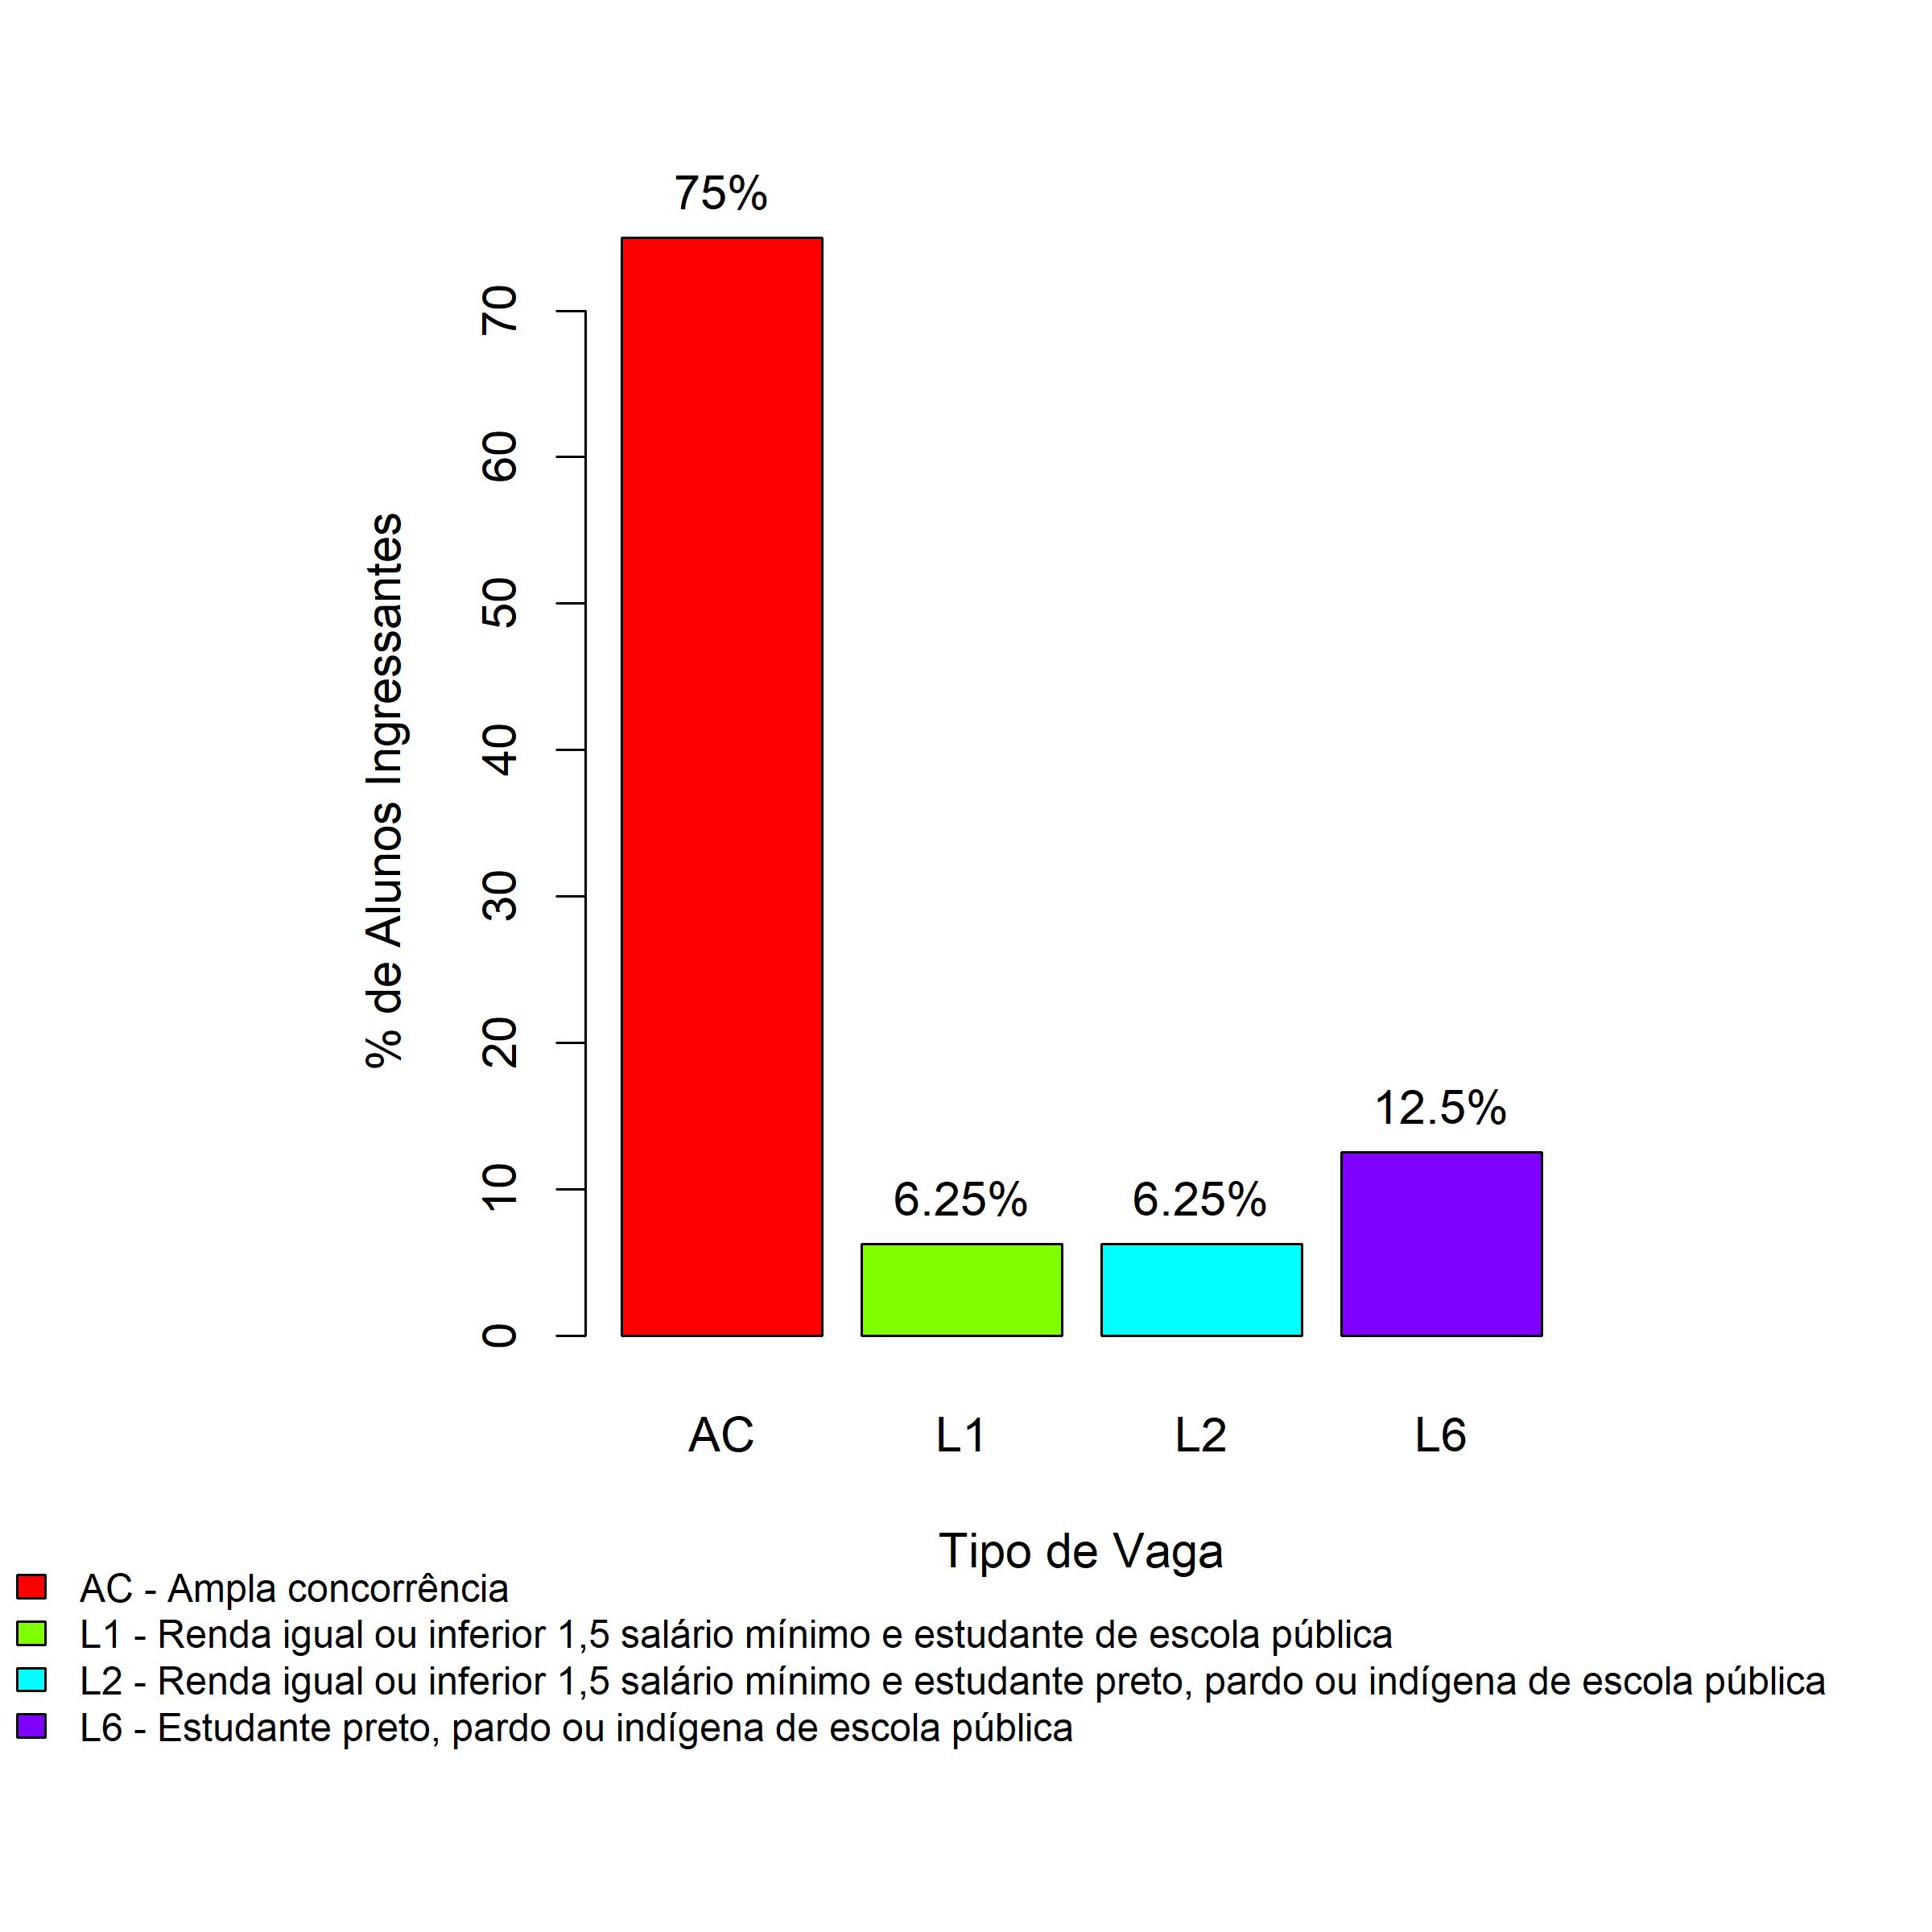 75%
70
60
50
40
30
20
10
0
% de Alunos Ingressantes
6.25%
6.25%
12.5%
AC
L1
L2
L6
Tipo de Vaga
AC - Ampla concorrência
L1 - Renda igual ou inferior 1,5 salário mínimo e estudante de escola pública
L2 - Renda igual ou inferior 1,5 salário mínimo e estudante preto, pardo ou indígena de escola pública
L6 - Estudante preto, pardo ou indígena de escola pública